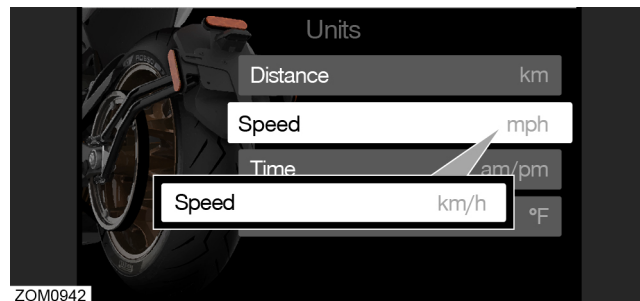 Units
Distance km
Speed mph
Time am/pm
Speed km/h
°F
ZOM0942